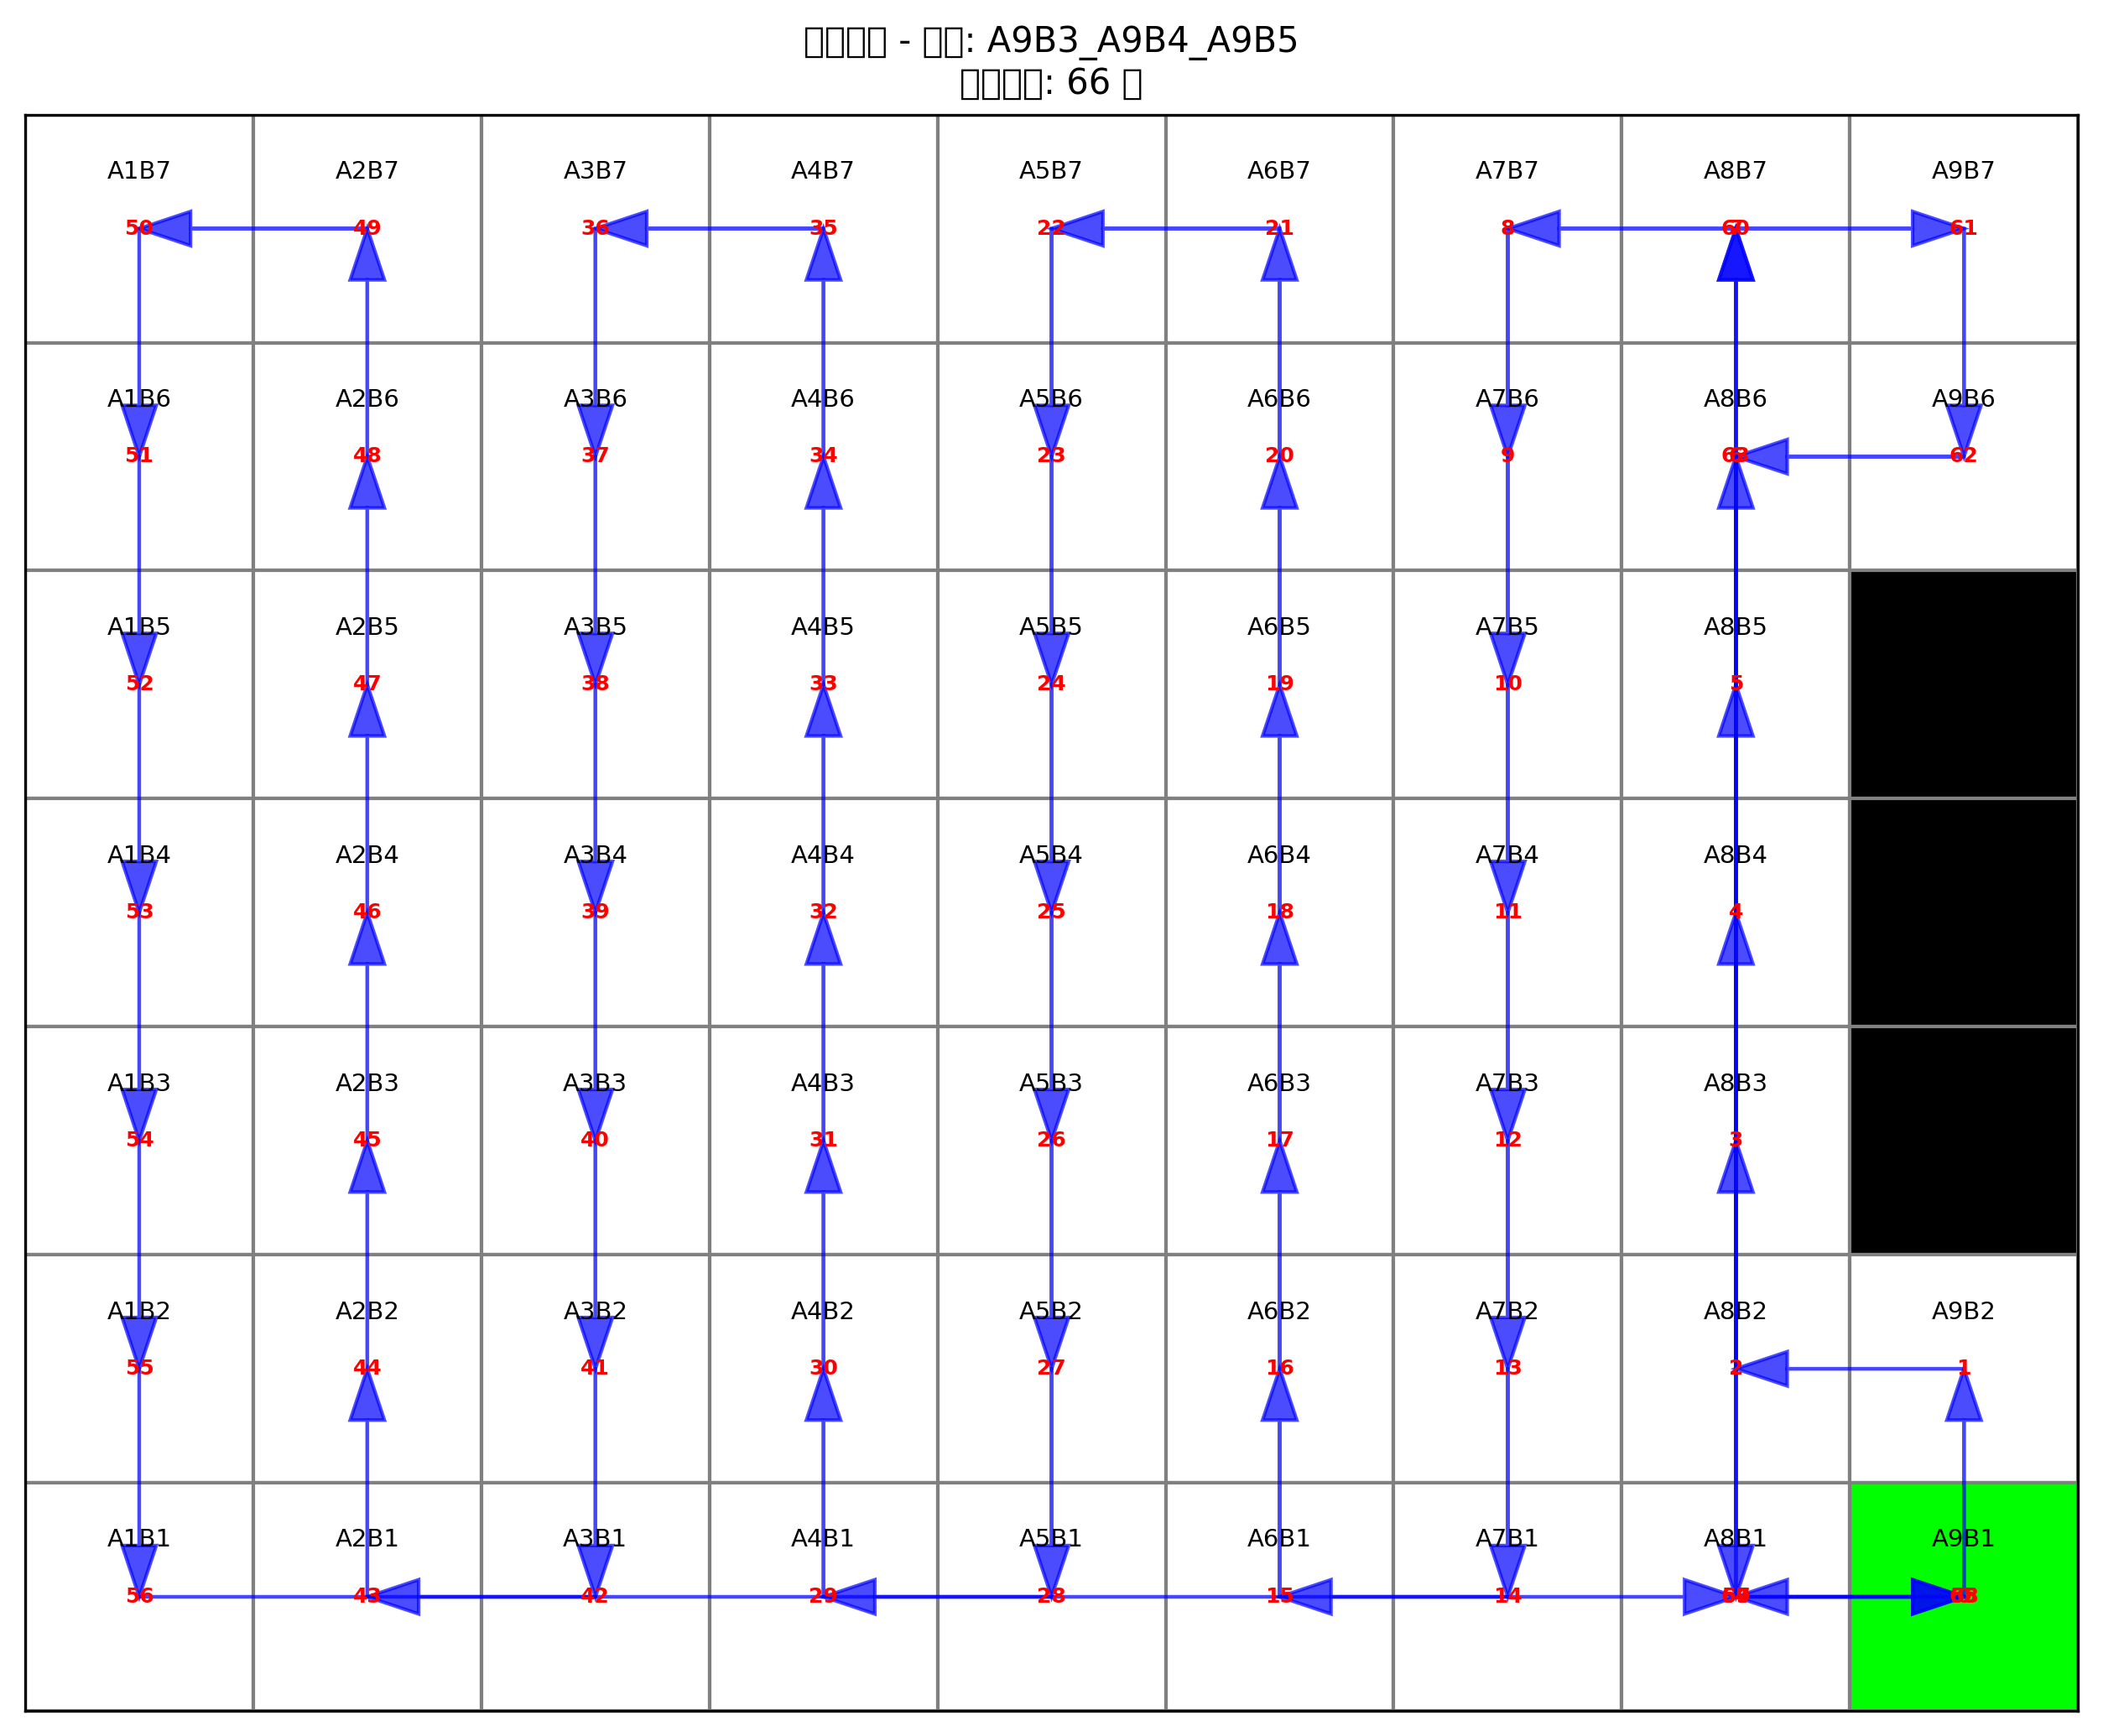 □□□□ - □□: A9B3_A9B4_A9B5
□□□□: 66 □
A1B7 A2B7 A3B7 A4B7 A5B7 A6B7 A7B7 A8B7 A9B7
50 49 36 35 22 21 8 61
A1B6 A2B6 A3B6 A4B6 A5B6 A6B6 A7B6 A8B6 A9B6
51 48 37 34 23 20 9 62
A1B5 A2B5 A3B5 A4B5 A5B5 A6B5 A7B5 A8B5
52 47 38 33 24 19 10 5
A1B4 A2B4 A3B4 A4B4 A5B4 A6B4 A7B4 A8B4
53 46 39 32 25 18 11 4
A1B3 A2B3 A3B3 A4B3 A5B3 A6B3 A7B3 A8B3
54 45 40 31 26 17 12 3
A1B2 A2B2 A3B2 A4B2 A5B2 A6B2 A7B2 A8B2 A9B2
55 44 41 30 27 16 13 2 1
A1B1 A2B1 A3B1 A4B1 A5B1 A6B1 A7B1 A8B1 A9B1
56 43 42 29 28 15 14